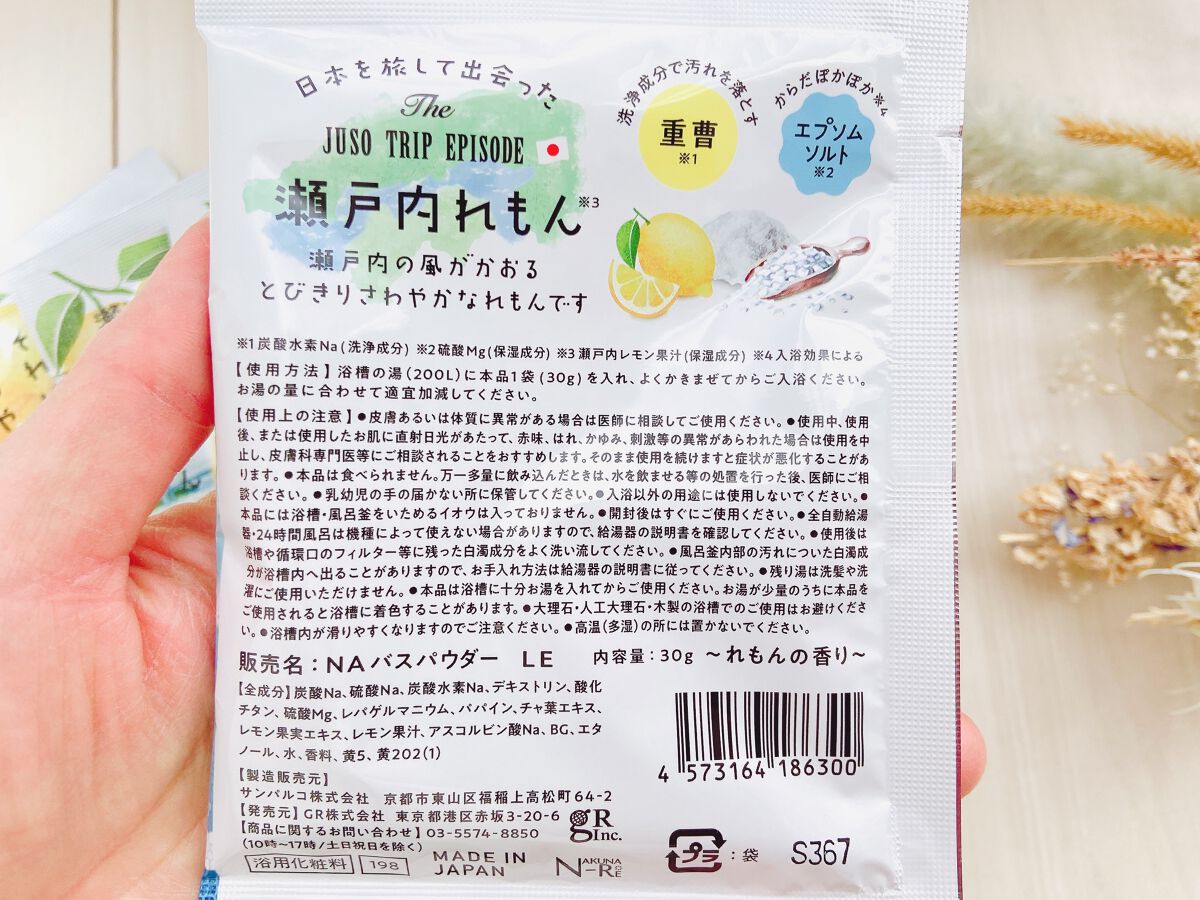 日本を旅して出会った
The
JUSO TRIP EPISODE
瀬戸内れもん※3
瀬戸内の風がかおる
とびきりさわやかなれもんです
洗浄成分で汚れを落とす
重曹
※1
からだぽかぽか※4
エプソム
ソルト
※2
※1炭酸水素Na(洗浄成分) ※2硫酸Mg(保湿成分) ※3瀬戸内レモン果汁(保湿成分) ※4入浴効果による
【使用方法】浴槽の湯(200L)に本品1袋(30g)を入れ、よくかきまぜてからご入浴ください。
お湯の量に合わせて適宜加減してください。
【使用上の注意】●皮膚あるいは体質に異常がある場合は医師に相談してご使用ください。●使用中、使用
後、または使用したお肌に直射日光があたって、赤味、はれ、かゆみ、刺激等の異常があらわれた場合は使用を中
止し、皮膚科専門医等にご相談されることをおすすめします。そのまま使用を続けますと症状が悪化することがあ
ります。●本品は食べられません。万一多量に飲み込んだときは、水を飲ませる等の処置を行った後、医師にご相
談ください。●乳幼児の手の届かない所に保管してください。●入浴以外の用途には使用しないでください。●
本品には浴槽・風呂釜をいためるイオウは入っておりません。●開封後はすぐにご使用ください。●全自動給湯
器・24時間風呂は機種によって使えない場合がありますので、給湯器の説明書を確認してください。●使用後は
浴槽や循環口のフィルター等に残った白濁成分をよく洗い流してください。●風呂釜内部の汚れについた白濁成
分が浴槽内へ出ることがありますので、お手入れ方法は給湯器の説明書に従ってください。●残り湯は洗髪や洗
濯にご使用いただけません。●本品は浴槽に十分お湯を入れてからご使用ください。お湯が少量のうちに本品を
ご使用されると浴槽に着色することがあります。●大理石・人工大理石・木製の浴槽でのご使用はお避けくださ
い。●浴槽内が滑りやすくなりますのでご注意ください。●高温(多湿)の所には置かないでください。
販売名：NAバスパウダー LE 内容量：30g ～れもんの香り～
【全成分】炭酸Na、硫酸Na、炭酸水素Na、デキストリン、酸化
チタン、硫酸Mg、レパゲルマニウム、パパイン、チャ葉エキス、
レモン果実エキス、レモン果汁、アスコルビン酸Na、BG、エタ
ノール、水、香料、黄5、黄202(1)
4 573164 186300
【製造販売元】
サンパルコ株式会社 京都市東山区福稲上高松町64-2
【発売元】GR株式会社 東京都港区赤坂3-20-6
【商品に関するお問い合わせ】03-5574-8850
(10時～17時/土日祝日を除く)
gR
Inc.
浴用化粧料 198
MADE IN
JAPAN
NAKUNA-RE
プラ：袋 S367